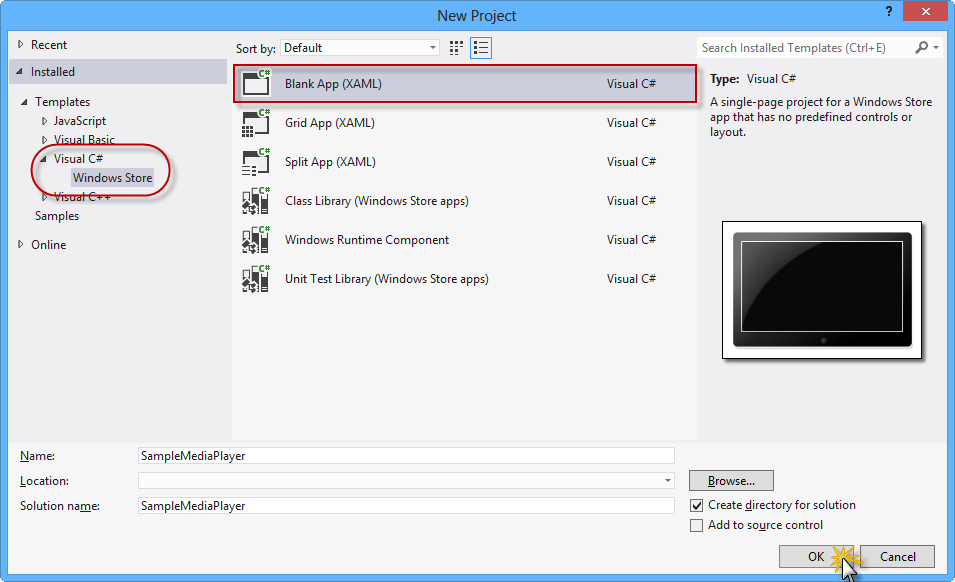 New Project
?
Recent
Installed
Templates
JavaScript
Visual Basic
Visual C#
Windows Store
Visual C++
Samples
Online
Sort by: Default
C# Blank App (XAML) Visual C#
C# Grid App (XAML) Visual C#
C# Split App (XAML) Visual C#
C# Class Library (Windows Store apps) Visual C#
C# Windows Runtime Component Visual C#
C# Unit Test Library (Windows Store apps) Visual C#
Search Installed Templates (Ctrl+E)
Type: Visual C#
A single-page project for a Windows Store
app that has no predefined controls or
layout.
Name: SampleMediaPlayer
Location:
Browse...
Solution name: SampleMediaPlayer
Create directory for solution
Add to source control
OK
Cancel